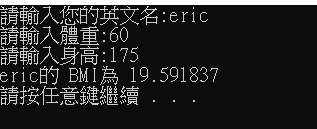 請輸入您的英文名:eric
請輸入體重:60
請輸入身高:175
eric的 BMI為 19.591837
請按任意鍵繼續 . . .